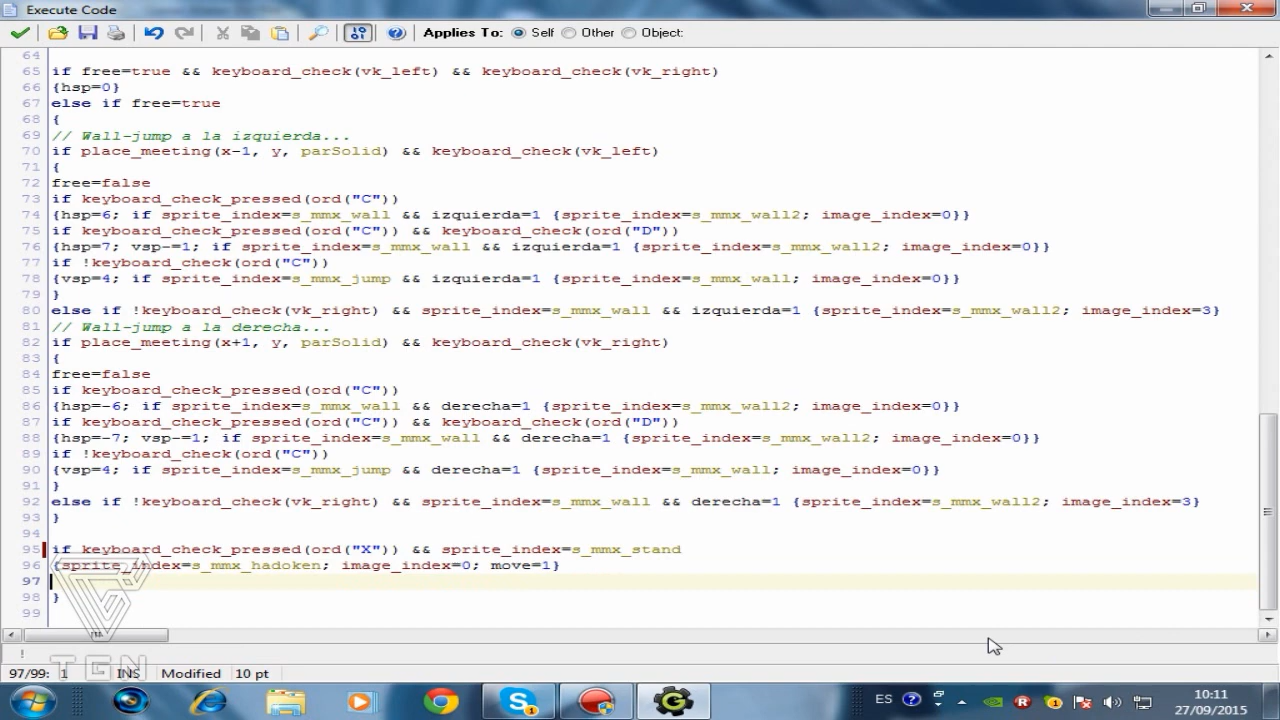 Execute Code
Applies To: Self Other Object:
64
65 if free=true && keyboard_check(vk_left) && keyboard_check(vk_right)
66 {hsp=0}
67 else if free=true
68 {
69 // Wall-jump a la izquierda...
70 if place_meeting(x-1, y, parSolid) && keyboard_check(vk_left)
71 {
72 free=false
73 if keyboard_check_pressed(ord("C"))
74 {hsp=6; if sprite_index=s_mmx_wall && izquierda=1 {sprite_index=s_mmx_wall2; image_index=0}}
75 if keyboard_check_pressed(ord("C")) && keyboard_check(ord("D"))
76 {hsp=7; vsp-=1; if sprite_index=s_mmx_wall && izquierda=1 {sprite_index=s_mmx_wall2; image_index=0}}
77 if !keyboard_check(ord("C"))
78 {vsp=4; if sprite_index=s_mmx_jump && izquierda=1 {sprite_index=s_mmx_wall; image_index=0}}
79 }
80 else if !keyboard_check(vk_right) && sprite_index=s_mmx_wall && izquierda=1 {sprite_index=s_mmx_wall2; image_index=3}
81 // Wall-jump a la derecha...
82 if place_meeting(x+1, y, parSolid) && keyboard_check(vk_right)
83 {
84 free=false
85 if keyboard_check_pressed(ord("C"))
86 {hsp=-6; if sprite_index=s_mmx_wall && derecha=1 {sprite_index=s_mmx_wall2; image_index=0}}
87 if keyboard_check_pressed(ord("C")) && keyboard_check(ord("D"))
88 {hsp=-7; vsp-=1; if sprite_index=s_mmx_wall && derecha=1 {sprite_index=s_mmx_wall2; image_index=0}}
89 if !keyboard_check(ord("C"))
90 {vsp=4; if sprite_index=s_mmx_jump && derecha=1 {sprite_index=s_mmx_wall; image_index=0}}
91 }
92 else if !keyboard_check(vk_right) && sprite_index=s_mmx_wall && derecha=1 {sprite_index=s_mmx_wall2; image_index=3}
93 }
94
95 if keyboard_check_pressed(ord("X")) && sprite_index=s_mmx_stand
96 {sprite_index=s_mmx_hadoken; image_index=0; move=1}
97
98 }
99
TGN
97/99: 1 INS Modified 10 pt
ES 10:11
27/09/2015